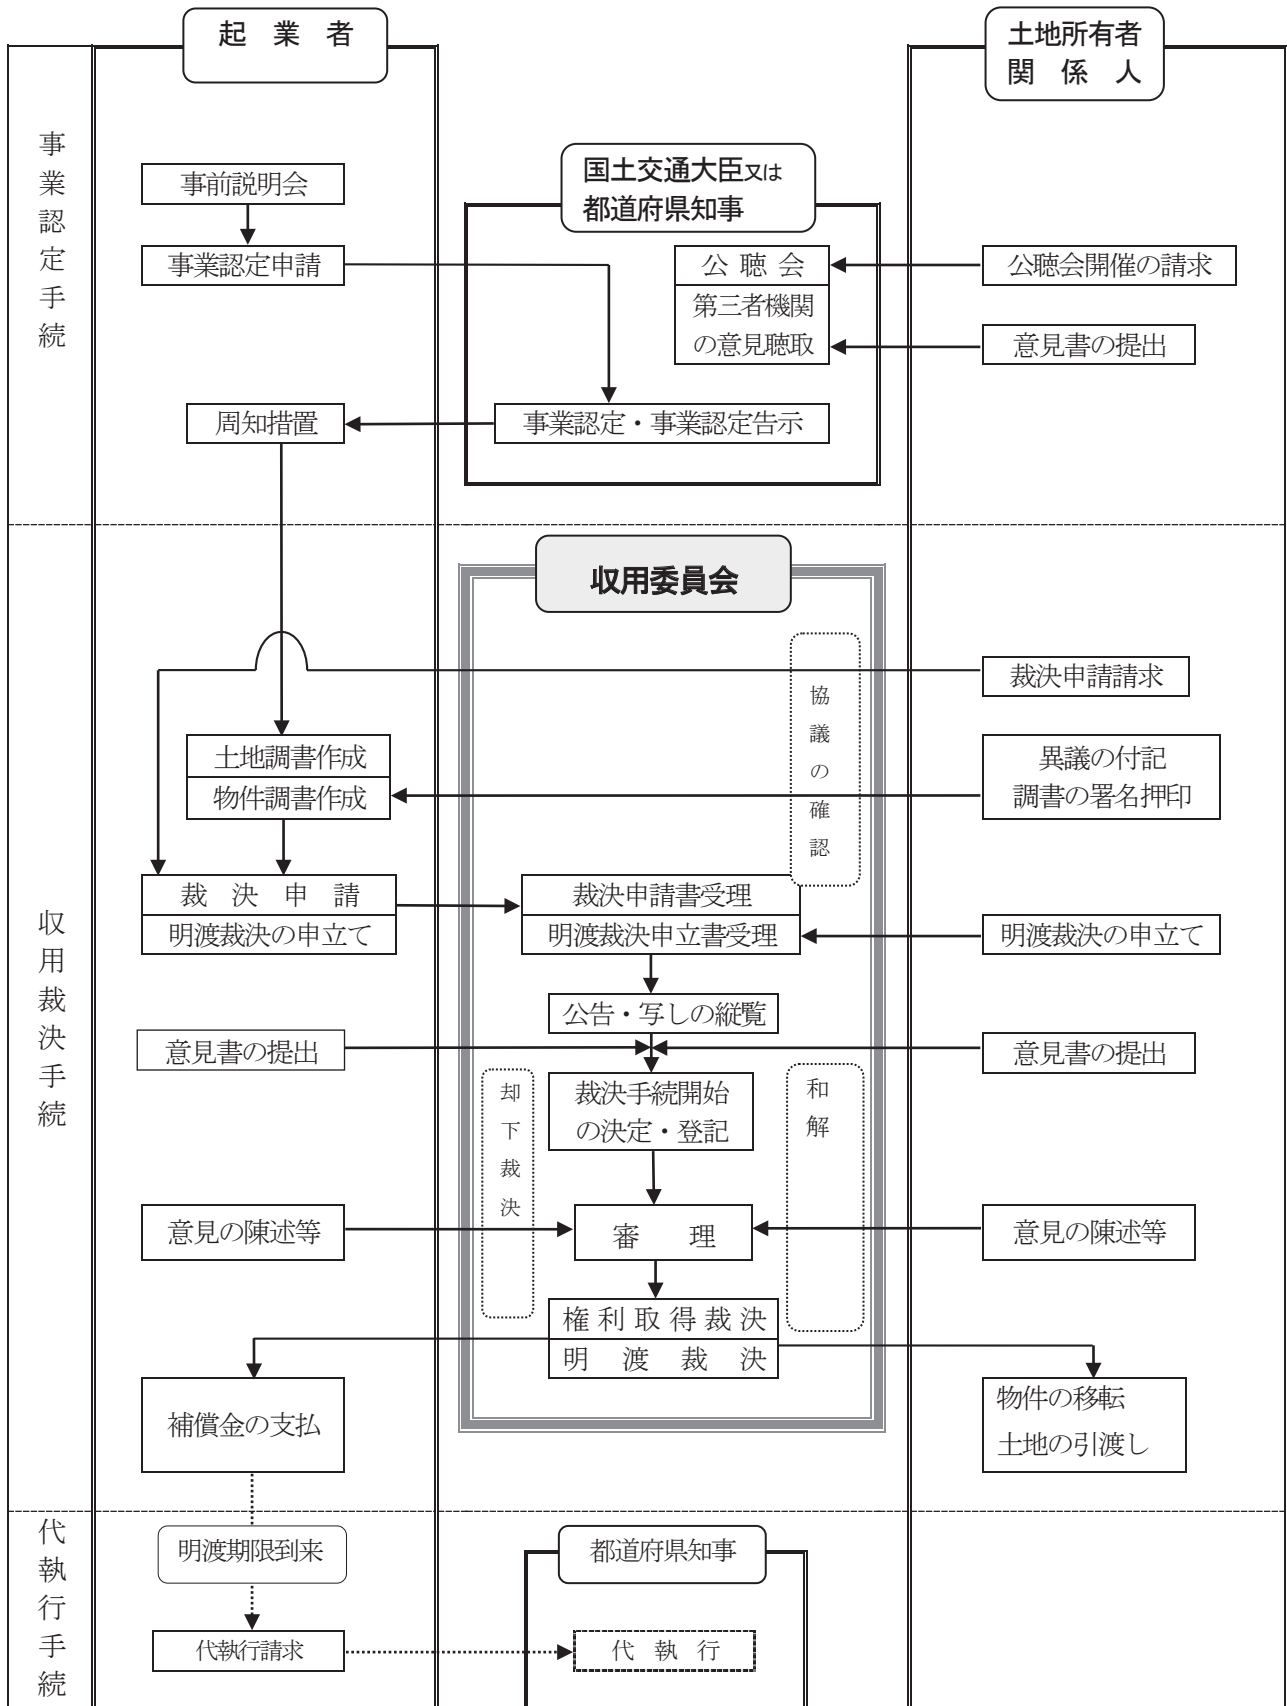 起　業　者
土地所有者
関　係　人
事業認定手続
国土交通大臣又は
都道府県知事
事前説明会
事業認定申請
公 聴 会
第三者機関
の意見聴取
公聴会開催の請求
意見書の提出
周知措置
事業認定・事業認定告示
収用裁決手続
収用委員会
協議の確認
裁決申請請求
土地調書作成
物件調書作成
異議の付記
調書の署名押印
裁　決　申　請
明渡裁決の申立て
裁決申請書受理
明渡裁決申立書受理
明渡裁決の申立て
公告・写しの縦覧
意見書の提出
意見書の提出
却下裁決
裁決手続開始
の決定・登記
和解
意見の陳述等
審　理
意見の陳述等
権利取得裁決
明　渡　裁　決
補償金の支払
物件の移転
土地の引渡し
代執行手続
明渡期限到来
都道府県知事
代執行請求
代　執　行